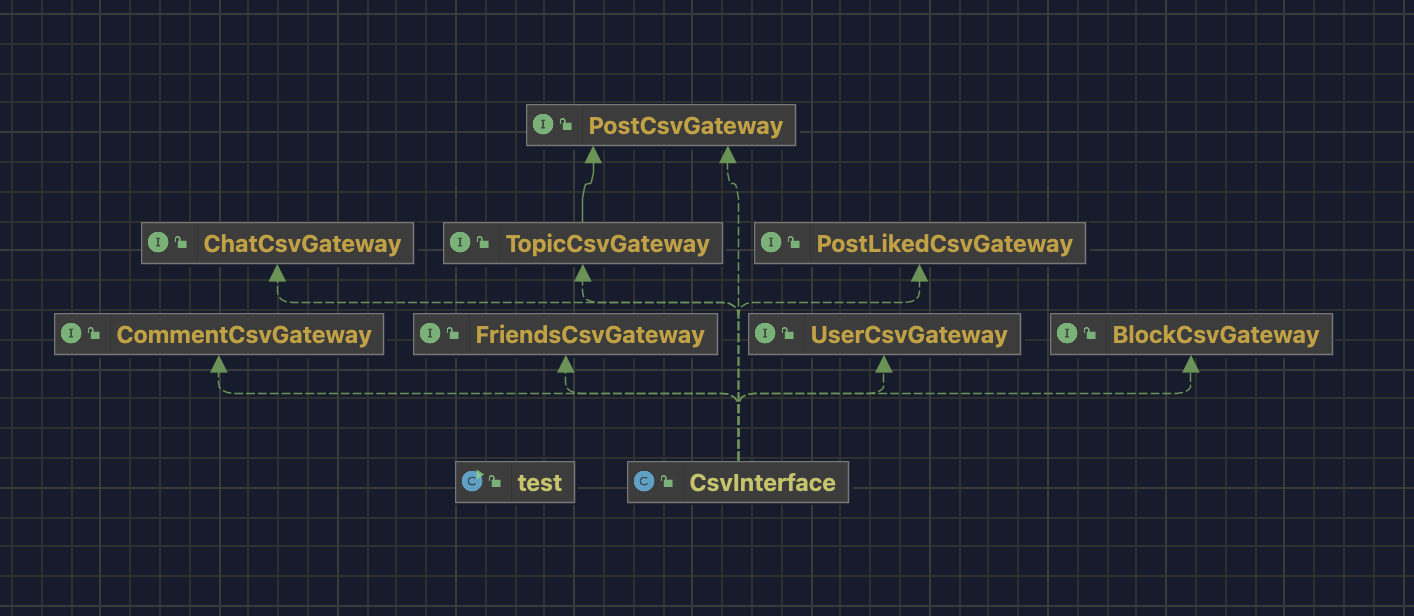 PostCsvGateway
ChatCsvGateway TopicCsvGateway PostLikedCsvGateway
CommentCsvGateway FriendsCsvGateway UserCsvGateway BlockCsvGateway
test CsvInterface